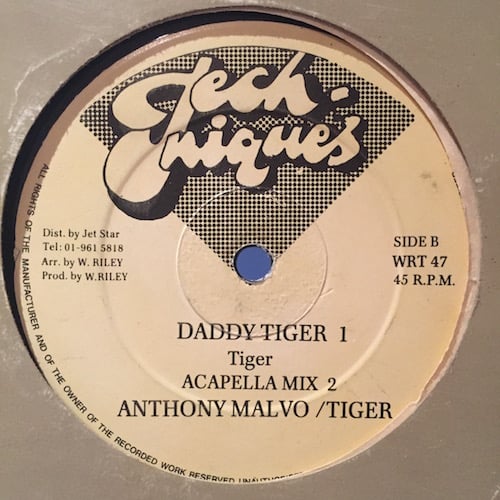 Tech-
niques
Dist. by Jet Star
Tel: 01-961 5818
Arr. by W. RILEY
Prod. by W.RILEY
SIDE B
WRT 47
45 R.P.M.
DADDY TIGER 1
Tiger
ACAPELLA MIX 2
ANTHONY MALVO /TIGER
ALL RIGHTS OF THE MANUFACTURER AND OF THE OWNER OF THE RECORDED WORK RESERVED